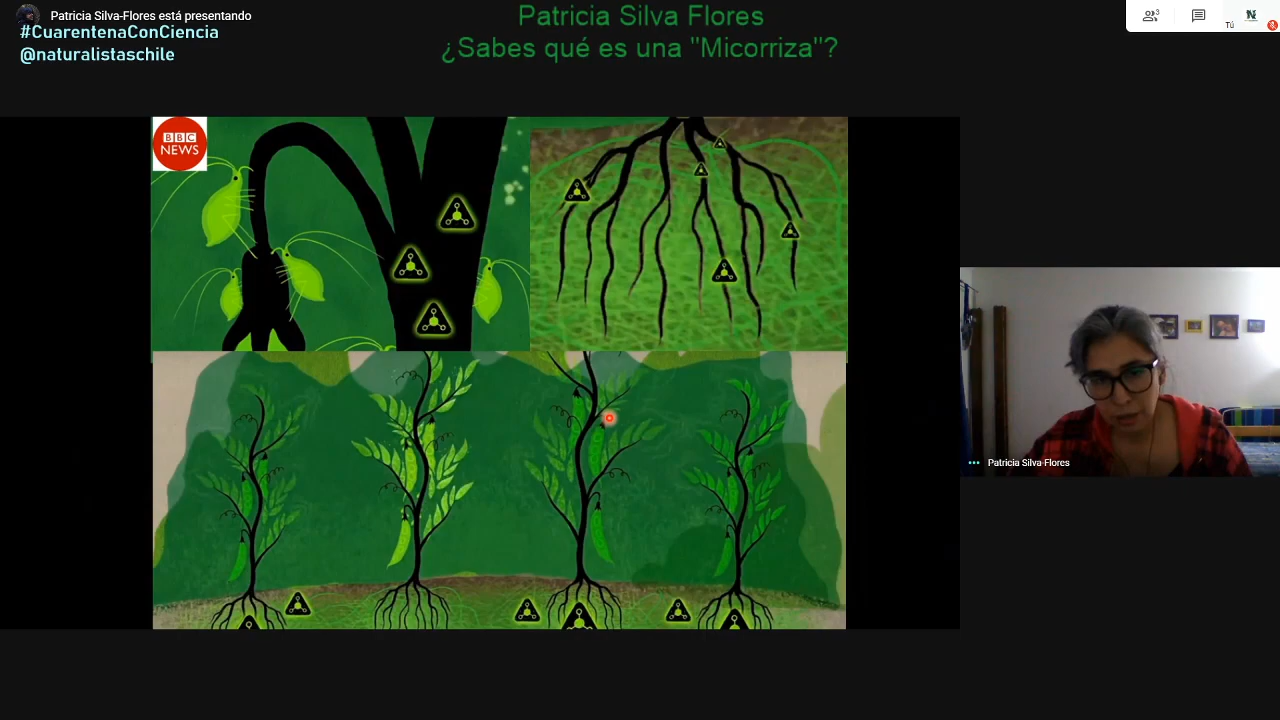 Patricia Silva-Flores está presentando
#CuarentenaConCiencia
@naturalistaschile
Patricia Silva Flores
¿Sabes qué es una "Micorriza"?
3
Tú
BBC
NEWS
Patricia Silva-Flores